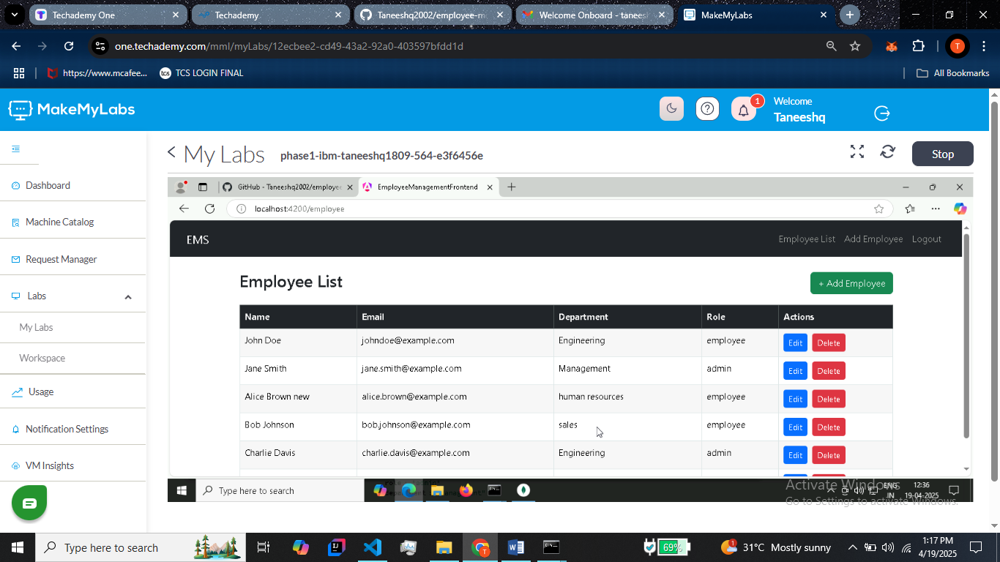 Techademy One
Techademy
Taneeshq2002/employee-m
Welcome Onboard - taneesh
MakeMyLabs
one.techademy.com/mml/myLabs/12ecbee2-cd49-43a2-92a0-403597bfdd1d
T
https://www.mcafee...
tcs
TCS LOGIN FINAL
All Bookmarks
MakeMyLabs
1
Welcome
Taneeshq
My Labs
phase1-ibm-taneeshq1809-564-e3f6456e
Stop
Dashboard
Machine Catalog
Request Manager
Labs
My Labs
Workspace
Usage
Notification Settings
VM Insights
GitHub - Taneeshq2002/employee
EmployeeManagementFrontend
localhost:4200/employee
EMS
Employee List
Add Employee
Logout
Employee List
+ Add Employee
Name Email Department Role Actions
John Doe johndoe@example.com Engineering employee Edit Delete
Jane Smith jane.smith@example.com Management admin Edit Delete
Alice Brown new alice.brown@example.com human resources employee Edit Delete
Bob Johnson bob.johnson@example.com sales employee Edit Delete
Charlie Davis charlie.davis@example.com Engineering admin Edit Delete
Type here to search
Activate Windows
Go to Settings to activate Windows.
ENG
IN
12:36
19-04-2025
Type here to search
69%
31°C Mostly sunny
1:17 PM
4/19/2025